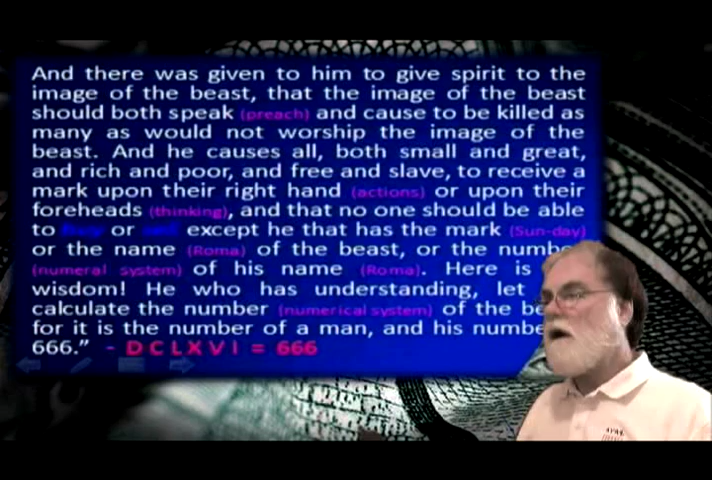 And there was given to him to give spirit to the
image of the beast, that the image of the beast
should both speak (preach) and cause to be killed as
many as would not worship the image of the
beast. And he causes all, both small and great,
and rich and poor, and free and slave, to receive a
mark upon their right hand (actions) or upon their
foreheads (thinking), and that no one should be able
to buy or sell except he that has the mark (Sun-day)
or the name (Roma) of the beast, or the number
(numeral system) of his name (Roma). Here is
wisdom! He who has understanding, let
calculate the number (numerical system) of the be
for it is the number of a man, and his numbe
666.” - D C L X V I = 666